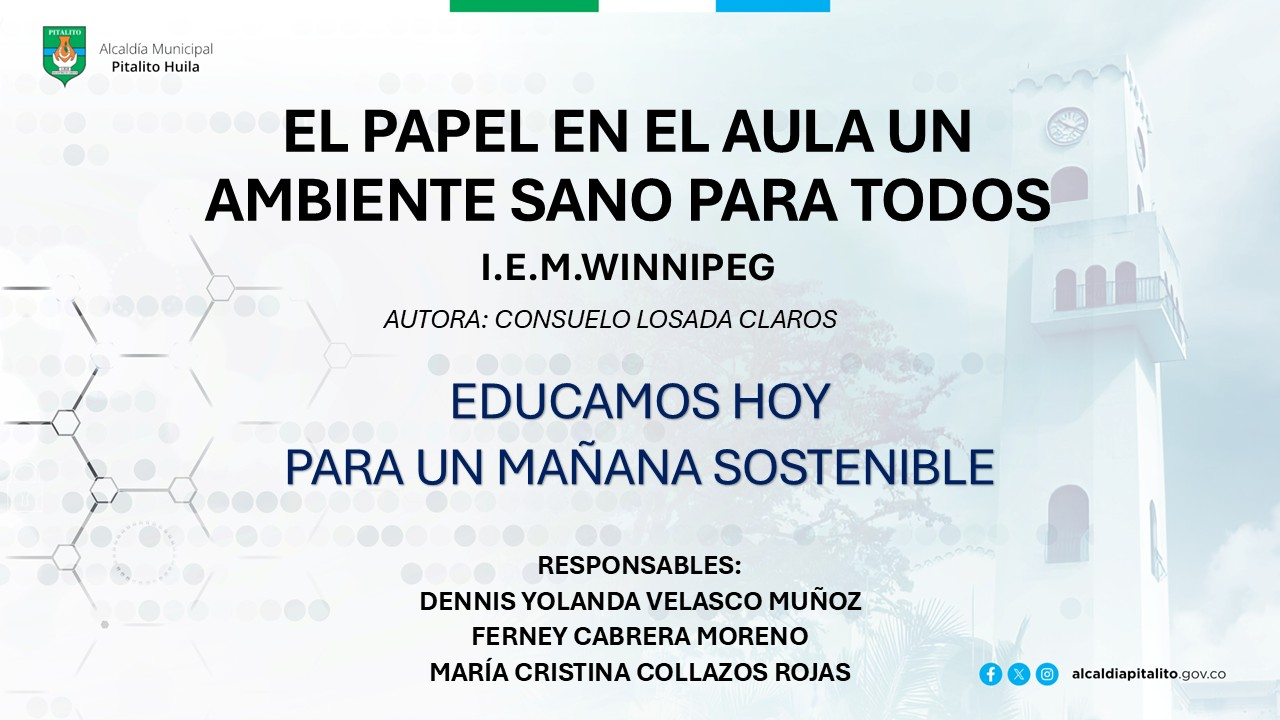 PITALITO
Alcaldía Municipal
Pitalito Huila
EL PAPEL EN EL AULA UN
AMBIENTE SANO PARA TODOS
I.E.M.WINNIPEG
AUTORA: CONSUELO LOSADA CLAROS
EDUCAMOS HOY
PARA UN MAÑANA SOSTENIBLE
RESPONSABLES:
DENNIS YOLANDA VELASCO MUÑOZ
FERNEY CABRERA MORENO
MARÍA CRISTINA COLLAZOS ROJAS
alcaldiapitalito.gov.co